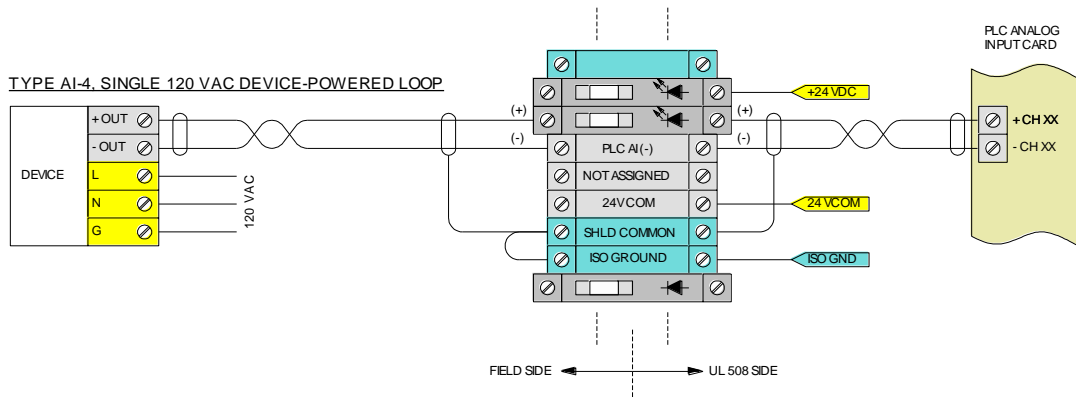 PLC ANALOG
INPUT CARD
TYPE AI-4, SINGLE 120 VAC DEVICE-POWERED LOOP
+24 VDC
+ OUT
(+)
(+)
+ CH XX
- OUT
(-)
PLC AI (-)
(-)
- CH XX
DEVICE
L
NOT ASSIGNED
N
120 VAC
24VCOM
24 VCOM
G
SHLD COMMON
ISO GROUND
ISO GND
FIELD SIDE
UL 508 SIDE